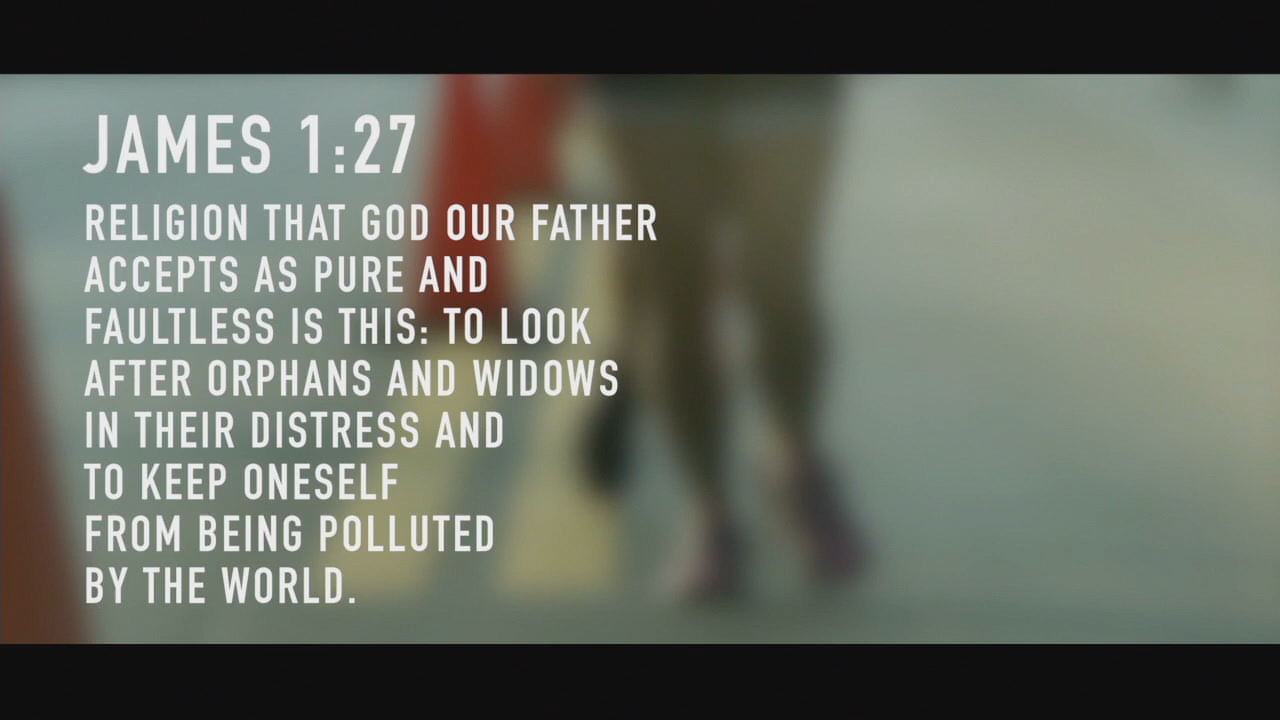 JAMES 1:27
RELIGION THAT GOD OUR FATHER
ACCEPTS AS PURE AND
FAULTLESS IS THIS: TO LOOK
AFTER ORPHANS AND WIDOWS
IN THEIR DISTRESS AND
TO KEEP ONESELF
FROM BEING POLLUTED
BY THE WORLD.